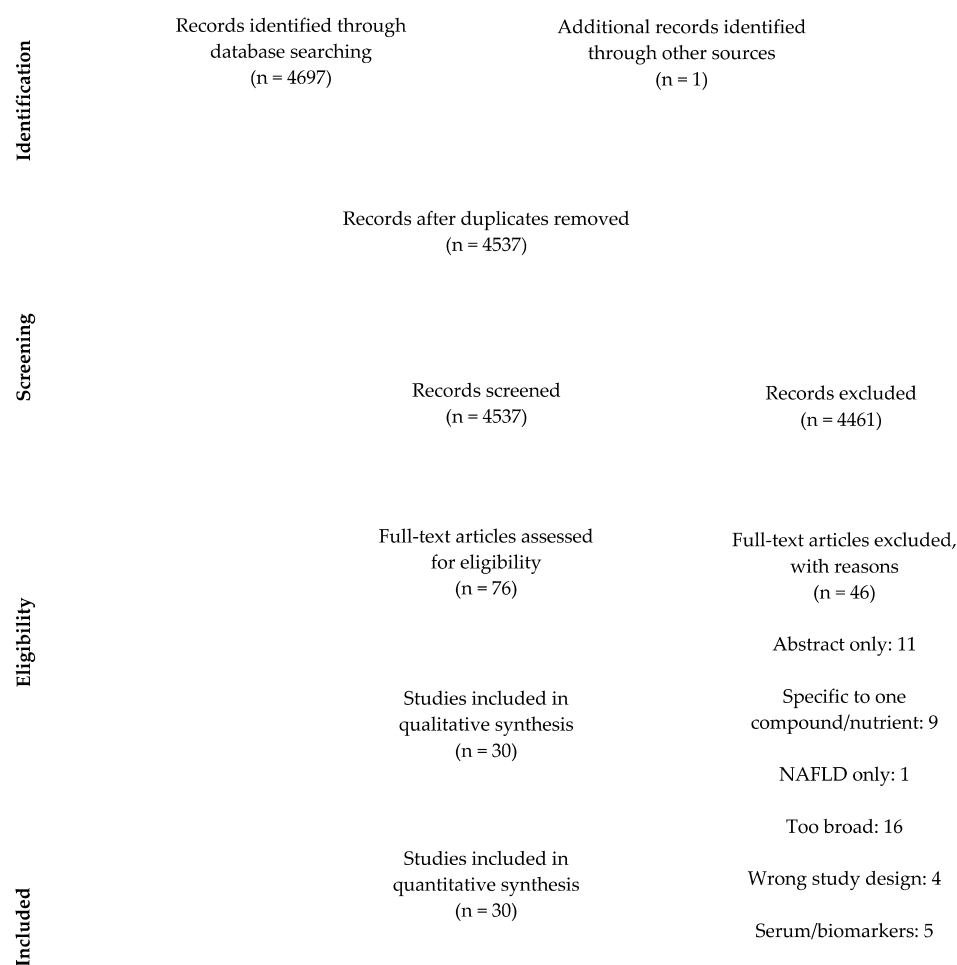 Identification
Records identified through
database searching
(n = 4697)
Additional records identified
through other sources
(n = 1)
Records after duplicates removed
(n = 4537)
Screening
Records screened
(n = 4537)
Records excluded
(n = 4461)
Eligibility
Full-text articles assessed
for eligibility
(n = 76)
Full-text articles excluded,
with reasons
(n = 46)
Abstract only: 11
Specific to one
compound/nutrient: 9
NAFLD only: 1
Too broad: 16
Wrong study design: 4
Serum/biomarkers: 5
Studies included in
qualitative synthesis
(n = 30)
Included
Studies included in
quantitative synthesis
(n = 30)